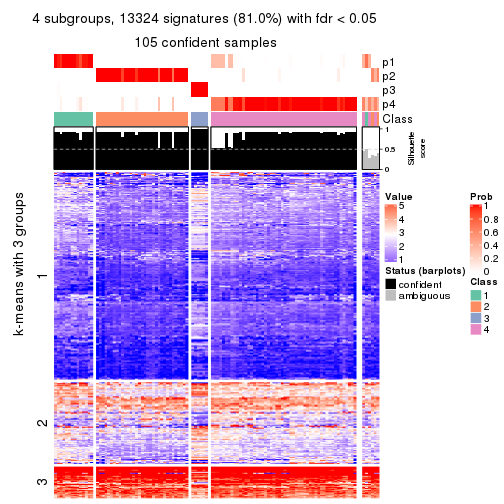 4 subgroups, 13324 signatures (81.0%) with fdr < 0.05
105 confident samples
p1
p2
p3
p4
Class
1
0.5
0
Silhouette
score
k-means with 3 groups
1
2
3
Value
5
4
3
2
1
Status (barplots)
confident
ambiguous
Prob
1
0.8
0.6
0.4
0.2
0
Class
1
2
3
4